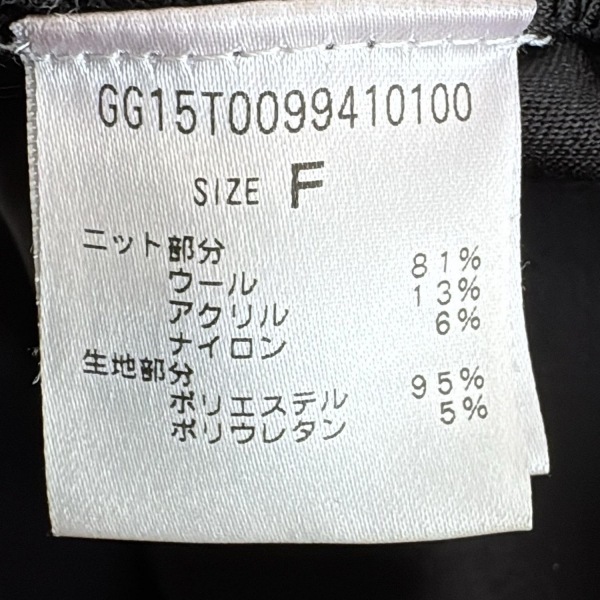 GG15T0099410100
SIZE F
ニット部分
ウール 81%
アクリル 13%
ナイロン 6%
生地部分
ポリエステル 95%
ポリウレタン 5%